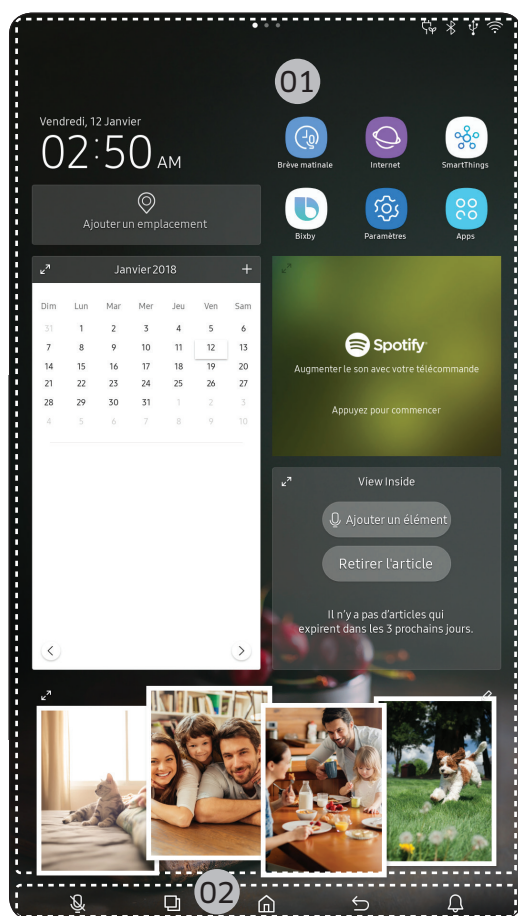 01
Vendredi, 12 Janvier
02:50 AM
Brève matinale
Internet
SmartThings
Ajouter un emplacement
Bixby
Paramètres
Apps
Janvier 2018
Dim Lun Mar Mer Jeu Ven Sam
31 1 2 3 4 5 6
7 8 9 10 11 12 13
14 15 16 17 18 19 20
21 22 23 24 25 26 27
28 29 30 31 1 2 3
4 5 6 7 8 9 10
Spotify
Augmenter le son avec votre télécommande
Appuyez pour commencer
View Inside
Ajouter un élément
Retirer l'article
Il n'y a pas d'articles qui
expirent dans les 3 prochains jours.
02